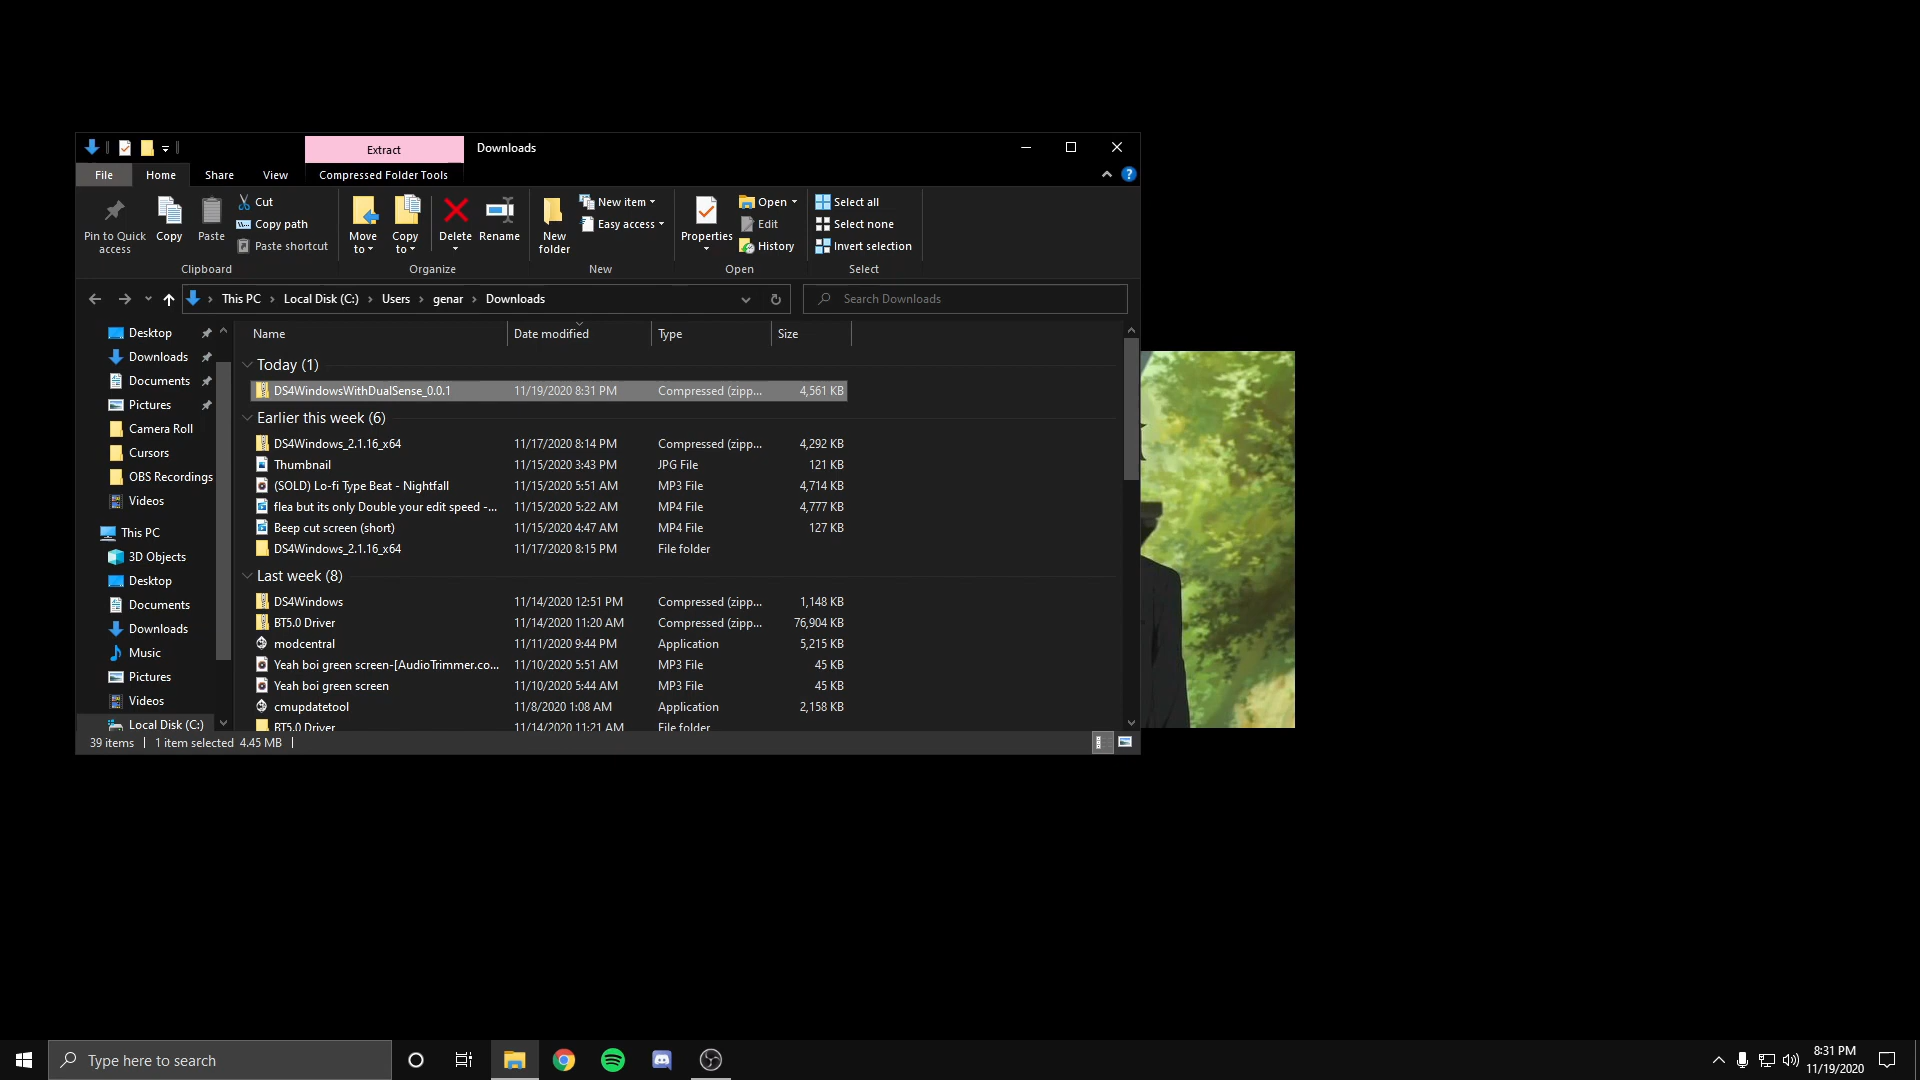 Extract
Downloads
File
Home
Share
View
Compressed Folder Tools
Pin to Quick access
Copy
Paste
Cut
Copy path
Paste shortcut
Clipboard
Move to
Copy to
Delete
Rename
Organize
New folder
New item
Easy access
New
Properties
Open
Edit
History
Open
Select all
Select none
Invert selection
Select
This PC > Local Disk (C:) > Users > genar > Downloads
Search Downloads
Desktop
Downloads
Documents
Pictures
Camera Roll
Cursors
OBS Recordings
Videos
This PC
3D Objects
Desktop
Documents
Downloads
Music
Pictures
Videos
Local Disk (C:)
Name Date modified Type Size
Today (1)
DS4WindowsWithDualSense_0.0.1 11/19/2020 8:31 PM Compressed (zipp... 4,561 KB
Earlier this week (6)
DS4Windows_2.1.16_x64 11/17/2020 8:14 PM Compressed (zipp... 4,292 KB
Thumbnail 11/15/2020 3:43 PM JPG File 121 KB
(SOLD) Lo-fi Type Beat - Nightfall 11/15/2020 5:51 AM MP3 File 4,714 KB
flea but its only Double your edit speed -... 11/15/2020 5:22 AM MP4 File 4,777 KB
Beep cut screen (short) 11/15/2020 4:47 AM MP4 File 127 KB
DS4Windows_2.1.16_x64 11/17/2020 8:15 PM File folder
Last week (8)
DS4Windows 11/14/2020 12:51 PM Compressed (zipp... 1,148 KB
BT5.0 Driver 11/14/2020 11:20 AM Compressed (zipp... 76,904 KB
modcentral 11/11/2020 9:44 PM Application 5,215 KB
Yeah boi green screen-[AudioTrimmer.co... 11/10/2020 5:51 AM MP3 File 45 KB
Yeah boi green screen 11/10/2020 5:44 AM MP3 File 45 KB
cmupdatetool 11/8/2020 1:08 AM Application 2,158 KB
BT5.0 Driver 11/14/2020 11:21 AM File folder
39 items 1 item selected 4.45 MB
Type here to search
8:31 PM
11/19/2020